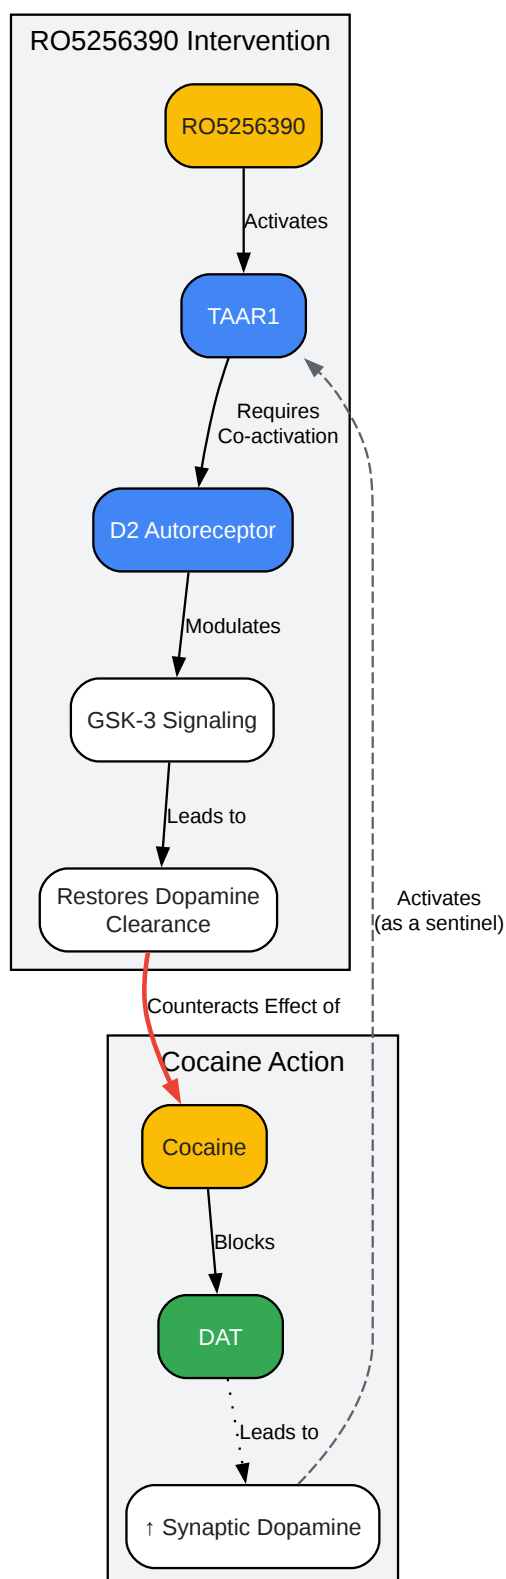 RO5256390 Intervention
RO5256390
Activates
TAAR1
Requires
Co-activation
D2 Autoreceptor
Modulates
GSK-3 Signaling
Leads to
Restores Dopamine
Clearance
Activates
(as a sentinel)
Counteracts Effect of
Cocaine Action
Cocaine
Blocks
DAT
Leads to
↑ Synaptic Dopamine